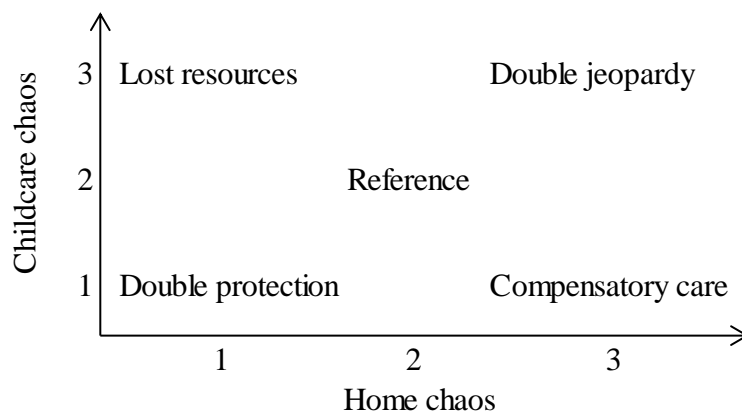 Childcare chaos
3
Lost resources
Double jeopardy
2
Reference
1
Double protection
Compensatory care
1
2
3
Home chaos